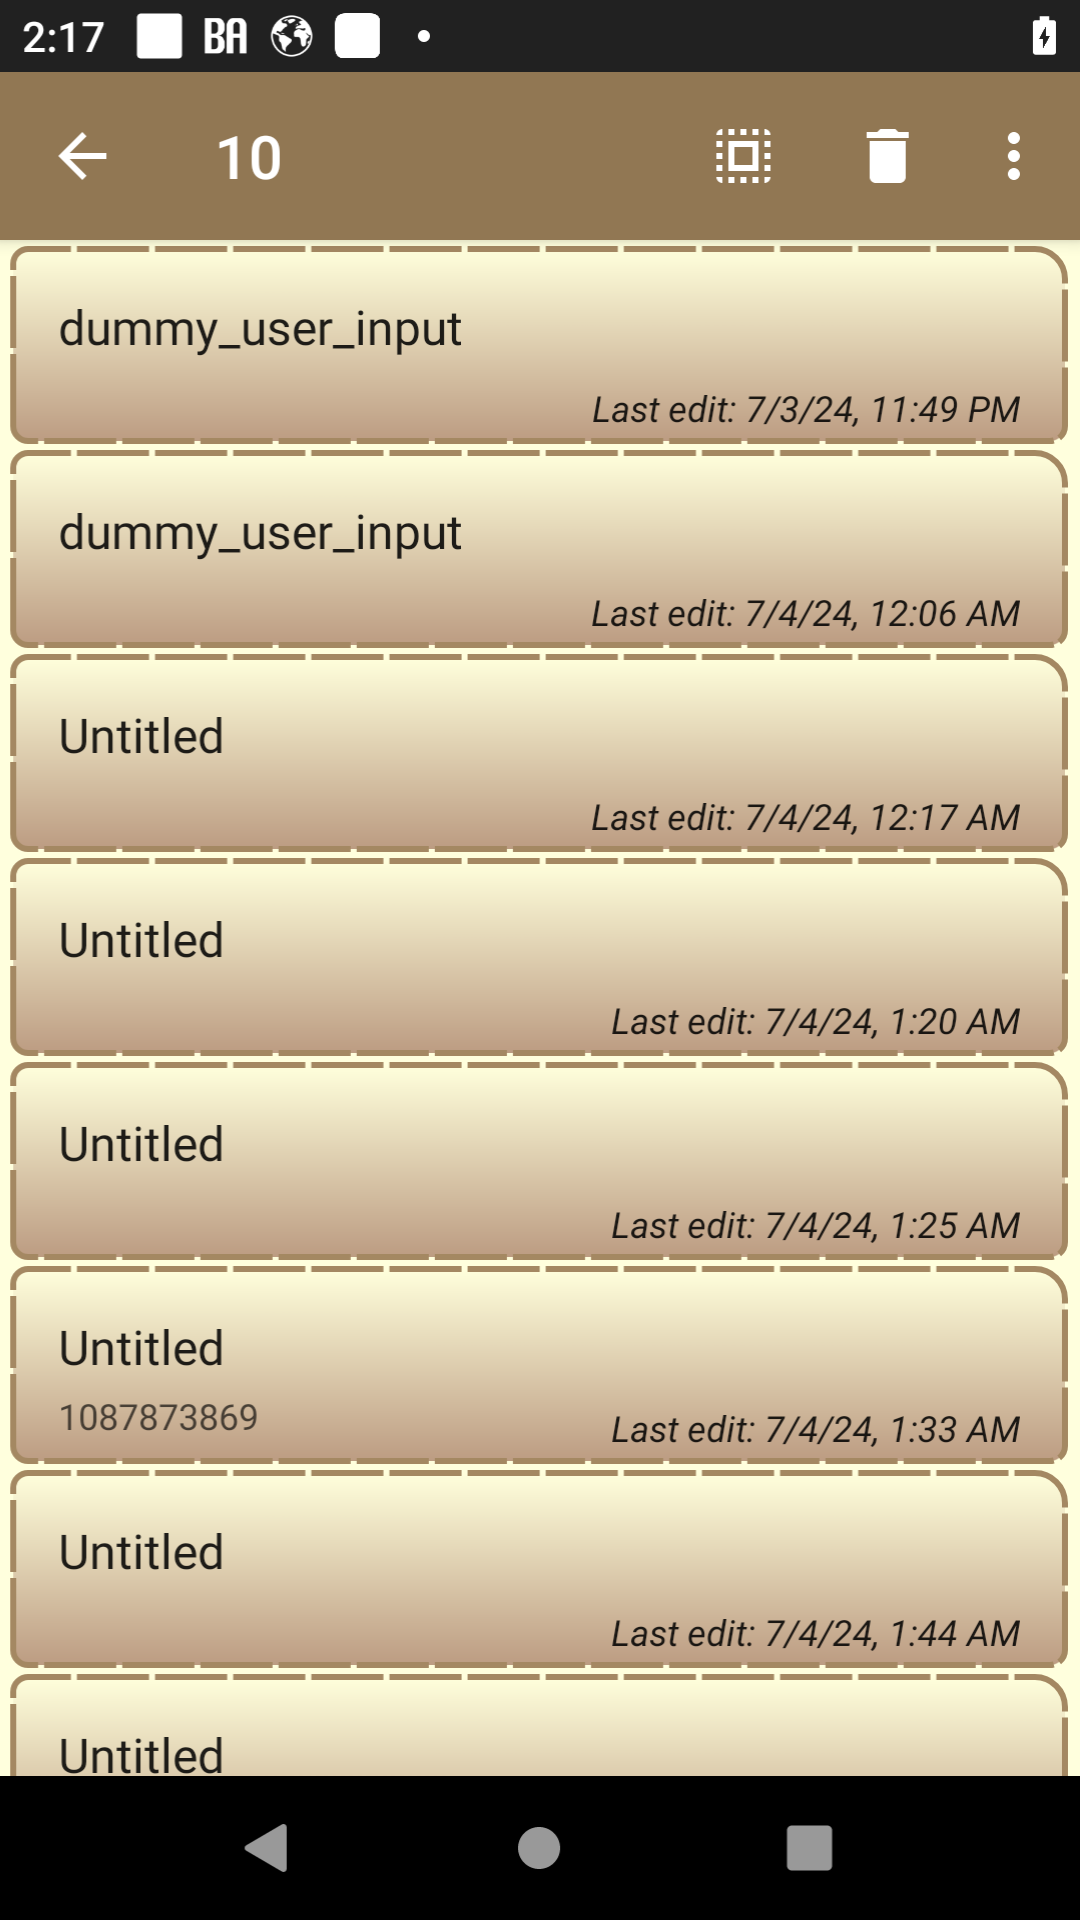 2:17 BA
10
dummy_user_input
Last edit: 7/3/24, 11:49 PM
dummy_user_input
Last edit: 7/4/24, 12:06 AM
Untitled
Last edit: 7/4/24, 12:17 AM
Untitled
Last edit: 7/4/24, 1:20 AM
Untitled
Last edit: 7/4/24, 1:25 AM
Untitled
1087873869
Last edit: 7/4/24, 1:33 AM
Untitled
Last edit: 7/4/24, 1:44 AM
Untitled